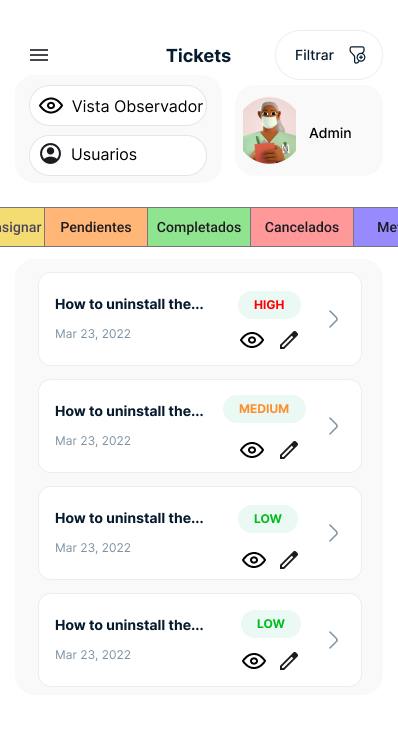 Tickets
Filtrar
Vista Observador
Usuarios
Admin
signar
Pendientes
Completados
Cancelados
Me
How to uninstall the...
HIGH
Mar 23, 2022
How to uninstall the...
MEDIUM
Mar 23, 2022
How to uninstall the...
LOW
Mar 23, 2022
How to uninstall the...
LOW
Mar 23, 2022